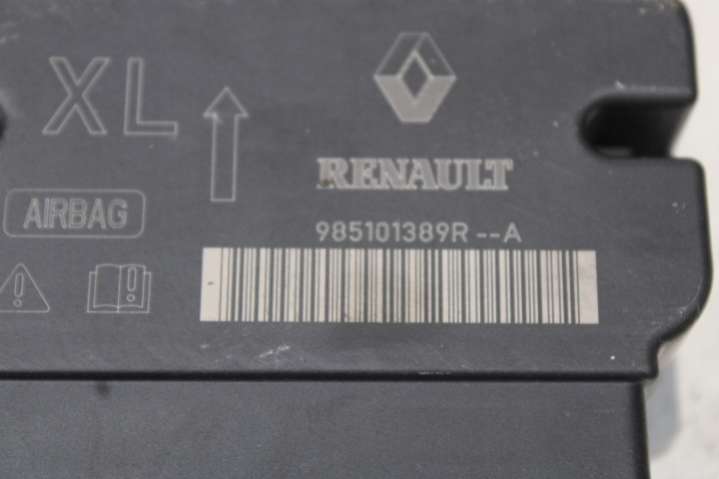 XL
RENAULT
AIRBAG
985101389R--A